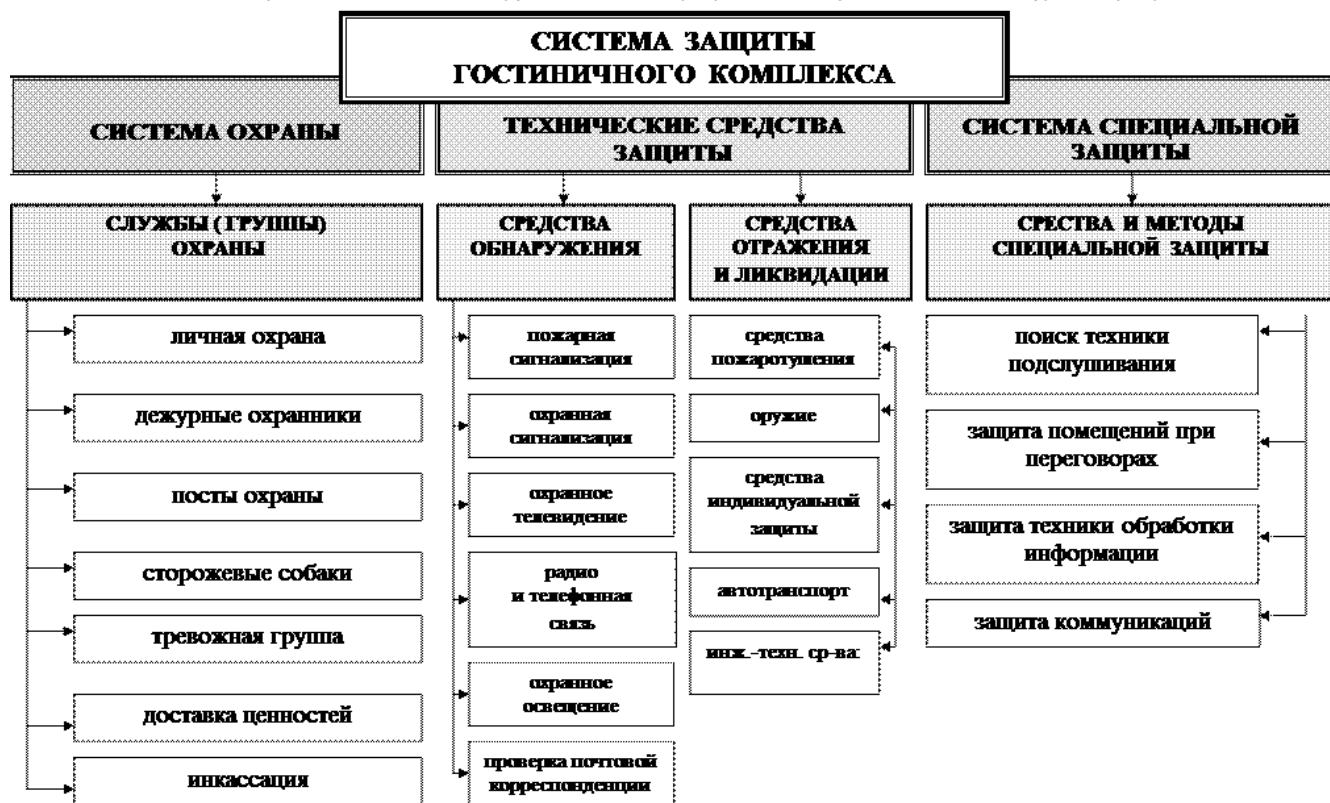 СИСТЕМА ЗАЩИТЫ
ГОСТИНИЧНОГО КОМПЛЕКСА
СИСТЕМА ОХРАНЫ
ТЕХНИЧЕСКИЕ СРЕДСТВА
ЗАЩИТЫ
СИСТЕМА СПЕЦИАЛЬНОЙ
ЗАЩИТЫ
СЛУЖБЫ (ГРУППЫ)
ОХРАНЫ
СРЕДСТВА
ОБНАРУЖЕНИЯ
СРЕДСТВА
ОТРАЖЕНИЯ
И ЛИКВИДАЦИИ
СРЕСТВА И МЕТОДЫ
СПЕЦИАЛЬНОЙ ЗАЩИТЫ
личная охрана
дежурные охранники
посты охраны
сторожевые собаки
тревожная группа
доставка ценностей
инкассация
пожарная
сигнализация
охранная
сигнализация
охранное
телевидение
радио
и телефонная
связь
охранное
освещение
проверка почтовой
корреспонденции
средства
пожаротушения
оружие
средства
индивидуальной
защиты
автотранспорт
инж.-техн. ср-ва:
поиск техники
подслушивания
защита помещений при
переговорах
защита техники обработки
информации
защита коммуникаций